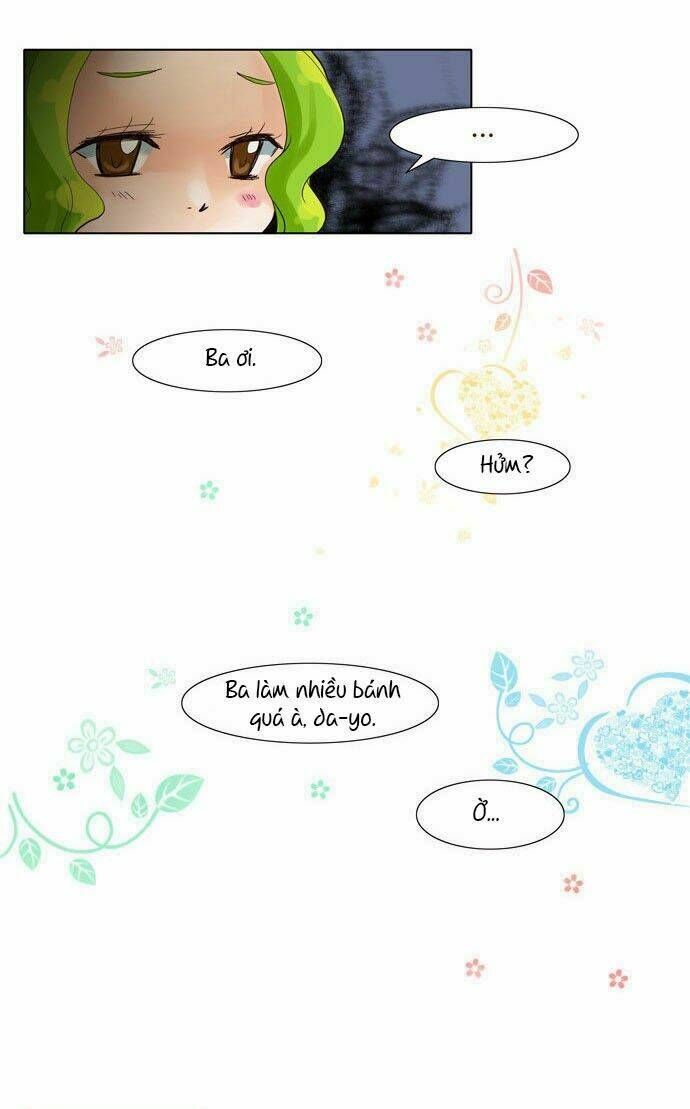 ...
Ba ơi.
Hửm?
Ba làm nhiều bánh
quá à, da-yo.
Ờ...